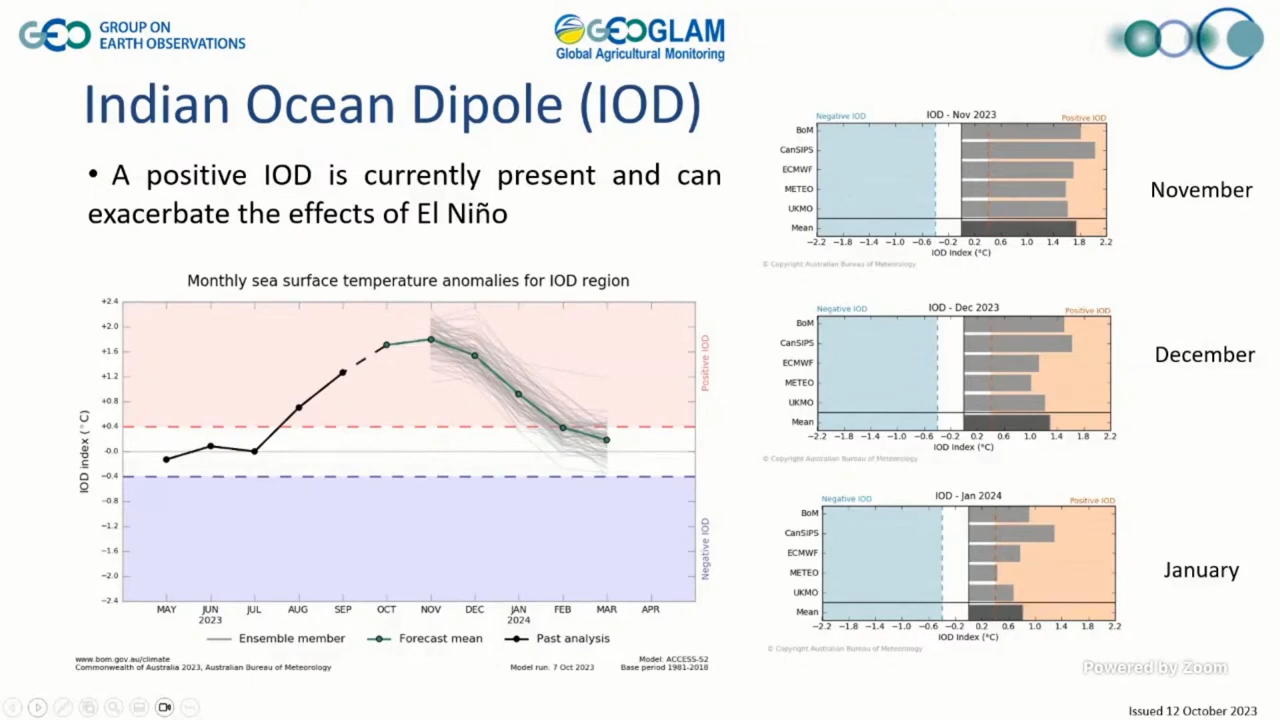 GEO GROUP ON
EARTH OBSERVATIONS
GEOGLAM
Global Agricultural Monitoring
Indian Ocean Dipole (IOD)
• A positive IOD is currently present and can
exacerbate the effects of El Niño
Monthly sea surface temperature anomalies for IOD region
+2.4
+2.0
+1.6
+1.2
+0.8
+0.4
-0.0
-0.4
-0.8
-1.2
-1.6
-2.0
-2.4
IOD index (°C)
Positive IOD
Negative IOD
MAY JUN JUL AUG SEP OCT NOV DEC JAN FEB MAR APR
2023 2024
Ensemble member Forecast mean Past analysis
www.bom.gov.au/climate Model: ACCESS-S2
Commonwealth of Australia 2023, Australian Bureau of Meteorology Model run: 7 Oct 2023 Base period 1981-2018
Negative IOD IOD - Nov 2023 Positive IOD
BoM
CanSIPS
ECMWF
METEO
UKMO
Mean
-2.2 -1.8 -1.4 -1.0 -0.6 -0.2 0.2 0.6 1.0 1.4 1.8 2.2
IOD Index (°C)
© Copyright Australian Bureau of Meteorology
November
Negative IOD IOD - Dec 2023 Positive IOD
BoM
CanSIPS
ECMWF
METEO
UKMO
Mean
-2.2 -1.8 -1.4 -1.0 -0.6 -0.2 0.2 0.6 1.0 1.4 1.8 2.2
IOD Index (°C)
© Copyright Australian Bureau of Meteorology
December
Negative IOD IOD - Jan 2024 Positive IOD
BoM
CanSIPS
ECMWF
METEO
UKMO
Mean
-2.2 -1.8 -1.4 -1.0 -0.6 -0.2 0.2 0.6 1.0 1.4 1.8 2.2
IOD Index (°C)
© Copyright Australian Bureau of Meteorology
January
Powered by Zoom
Issued 12 October 2023